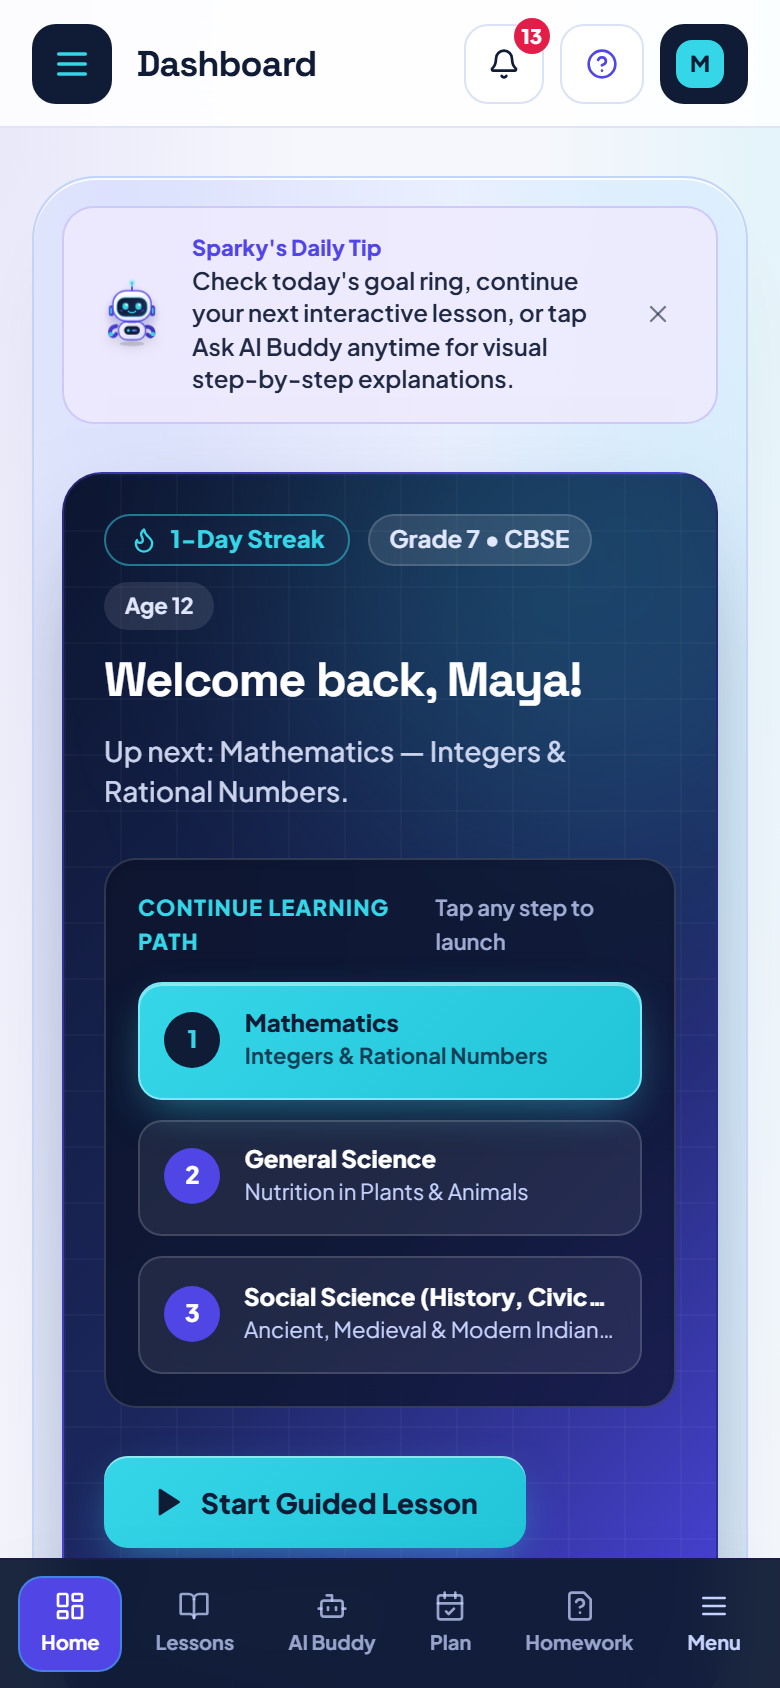 Dashboard
13
M
Sparky's Daily Tip
Check today's goal ring, continue
your next interactive lesson, or tap
Ask AI Buddy anytime for visual
step-by-step explanations.
1-Day Streak
Grade 7 • CBSE
Age 12
Welcome back, Maya!
Up next: Mathematics — Integers &
Rational Numbers.
CONTINUE LEARNING
PATH
Tap any step to
launch
1
Mathematics
Integers & Rational Numbers
2
General Science
Nutrition in Plants & Animals
3
Social Science (History, Civic...
Ancient, Medieval & Modern Indian...
Start Guided Lesson
Home
Lessons
AI Buddy
Plan
Homework
Menu